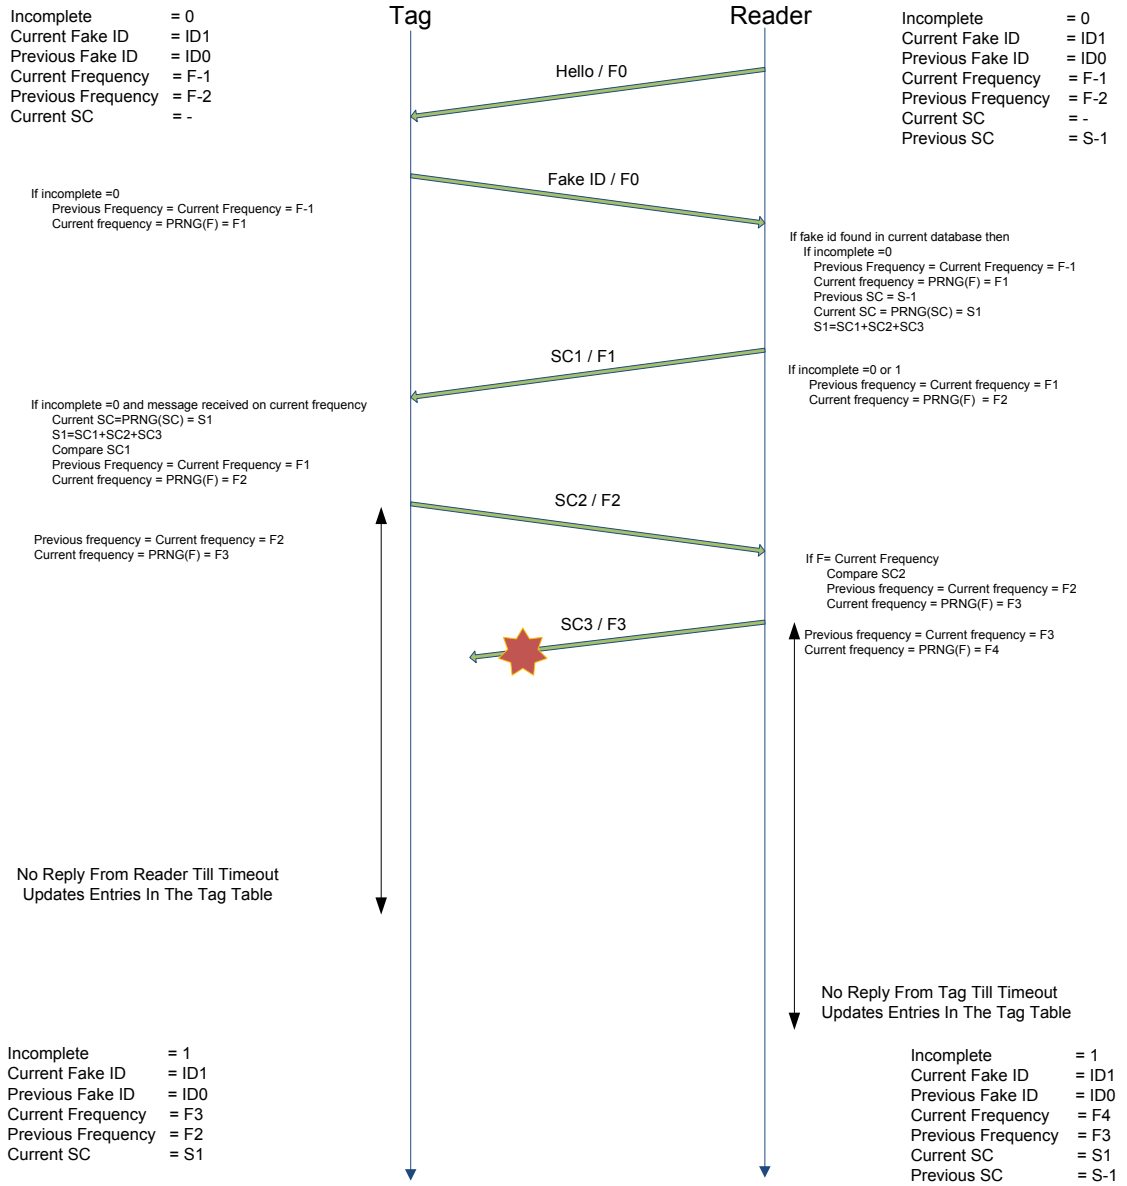 Tag
Reader
Incomplete = 0
Current Fake ID = ID1
Previous Fake ID = ID0
Current Frequency = F-1
Previous Frequency = F-2
Current SC = -
Incomplete = 0
Current Fake ID = ID1
Previous Fake ID = ID0
Current Frequency = F-1
Previous Frequency = F-2
Current SC = -
Previous SC = S-1
Hello / F0
Fake ID / F0
If incomplete =0
Previous Frequency = Current Frequency = F-1
Current frequency = PRNG(F) = F1
If fake id found in current database then
If incomplete =0
Previous Frequency = Current Frequency = F-1
Current frequency = PRNG(F) = F1
Previous SC = S-1
Current SC = PRNG(SC) = S1
S1=SC1+SC2+SC3
SC1 / F1
If incomplete =0 or 1
Previous frequency = Current frequency = F1
Current frequency = PRNG(F) = F2
If incomplete =0 and message received on current frequency
Current SC=PRNG(SC) = S1
S1=SC1+SC2+SC3
Compare SC1
Previous Frequency = Current Frequency = F1
Current frequency = PRNG(F) = F2
SC2 / F2
Previous frequency = Current frequency = F2
Current frequency = PRNG(F) = F3
If F= Current Frequency
Compare SC2
Previous frequency = Current frequency = F2
Current frequency = PRNG(F) = F3
SC3 / F3
Previous frequency = Current frequency = F3
Current frequency = PRNG(F) = F4
No Reply From Reader Till Timeout
Updates Entries In The Tag Table
No Reply From Tag Till Timeout
Updates Entries In The Tag Table
Incomplete = 1
Current Fake ID = ID1
Previous Fake ID = ID0
Current Frequency = F3
Previous Frequency = F2
Current SC = S1
Incomplete = 1
Current Fake ID = ID1
Previous Fake ID = ID0
Current Frequency = F4
Previous Frequency = F3
Current SC = S1
Previous SC = S-1